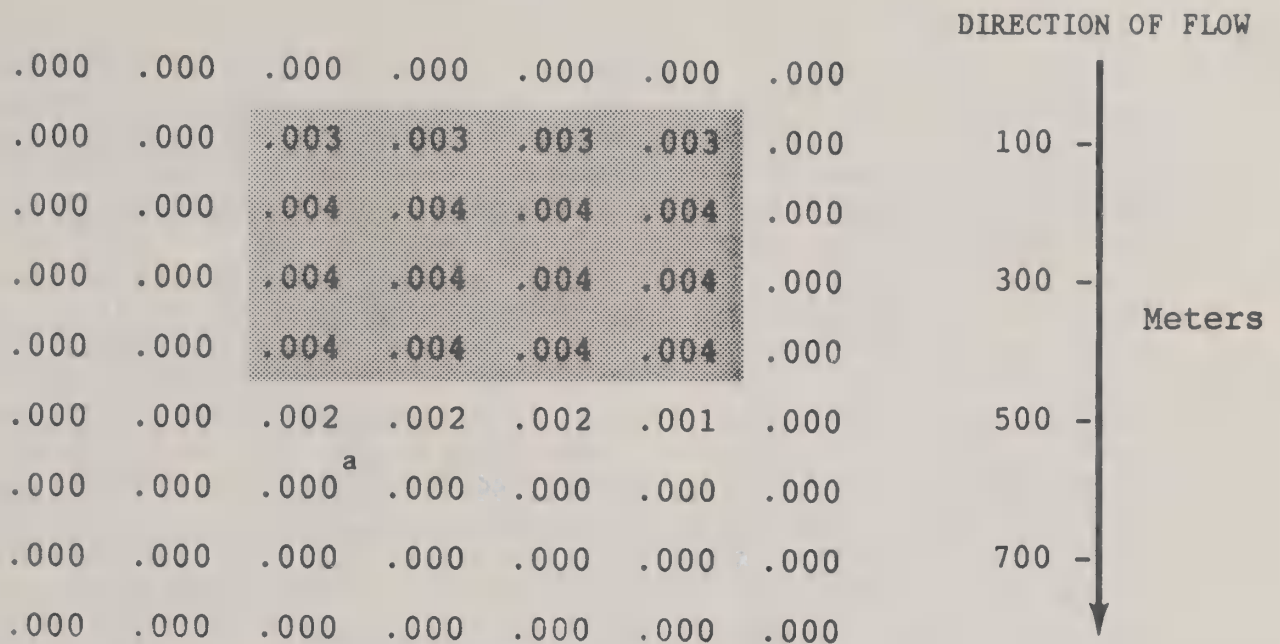 DIRECTION OF FLOW
.000 .000 .000 .000 .000 .000 .000
.000 .000 .003 .003 .003 .003 .000 100
.000 .000 .004 .004 .004 .004 .000
.000 .000 .004 .004 .004 .004 .000 300
Meters
.000 .000 .004 .004 .004 .004 .000
.000 .000 .002 .002 .002 .001 .000 500
.000 .000 .000a .000 .000 .000 .000
.000 .000 .000 .000 .000 .000 .000 700
.000 .000 .000 .000 .000 .000 .000